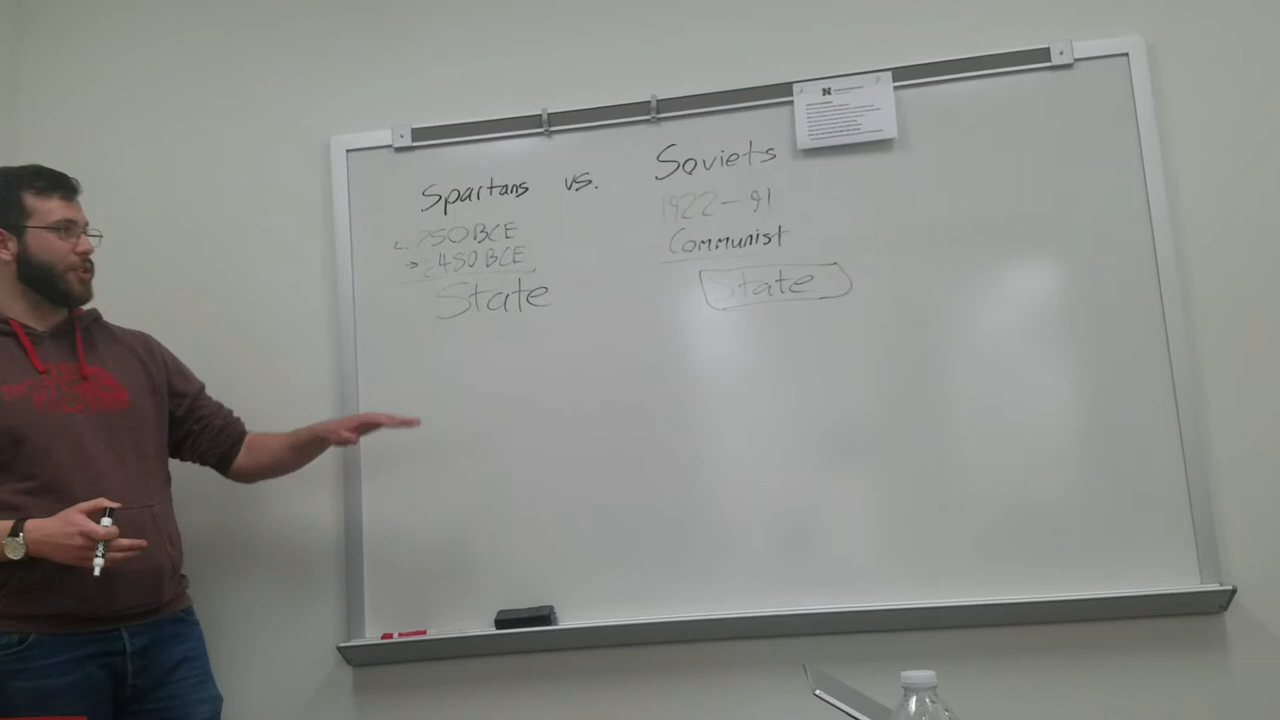 Spartans vs. Soviets
c. 750 BCE
→ c. 450 BCE
State
1922-91
Communist
State
N